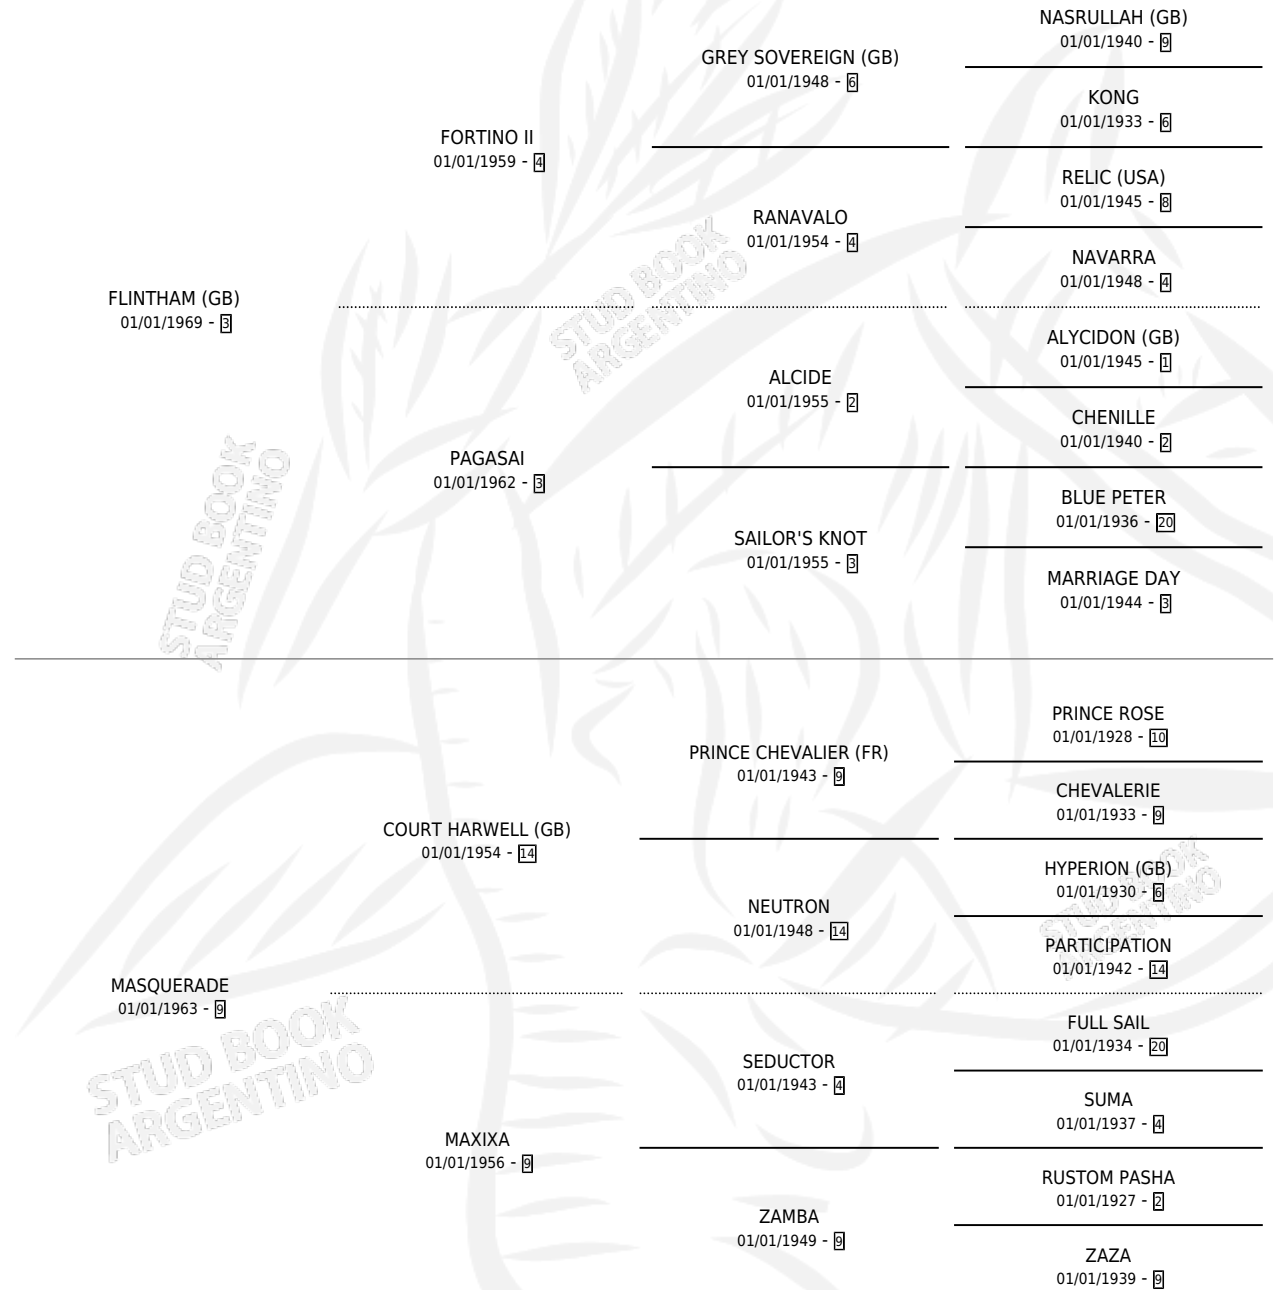 NASRULLAH (GB)
01/01/1940 - 9
GREY SOVEREIGN (GB)
01/01/1948 - 6
KONG
01/01/1933 - 6
FORTINO II
01/01/1959 - 4
RELIC (USA)
01/01/1945 - 8
RANAVALO
01/01/1954 - 4
NAVARRA
01/01/1948 - 4
FLINTHAM (GB)
01/01/1969 - 3
ALYCIDON (GB)
01/01/1945 - 1
ALCIDE
01/01/1955 - 2
CHENILLE
01/01/1940 - 2
PAGASAI
01/01/1962 - 3
BLUE PETER
01/01/1936 - 20
SAILOR'S KNOT
01/01/1955 - 3
MARRIAGE DAY
01/01/1944 - 3
PRINCE ROSE
01/01/1928 - 10
PRINCE CHEVALIER (FR)
01/01/1943 - 9
CHEVALERIE
01/01/1933 - 9
COURT HARWELL (GB)
01/01/1954 - 14
HYPERION (GB)
01/01/1930 - 6
NEUTRON
01/01/1948 - 14
PARTICIPATION
01/01/1942 - 14
MASQUERADE
01/01/1963 - 9
FULL SAIL
01/01/1934 - 20
SEDUCTOR
01/01/1943 - 4
SUMA
01/01/1937 - 4
MAXIXA
01/01/1956 - 9
RUSTOM PASHA
01/01/1927 - 2
ZAMBA
01/01/1949 - 9
ZAZA
01/01/1939 - 9
STUD BOOK
ARGENTINO
STUD BOOK
ARGENTINO
STUD BOOK
ARGENTINO
STUD BOOK
ARGENTINO